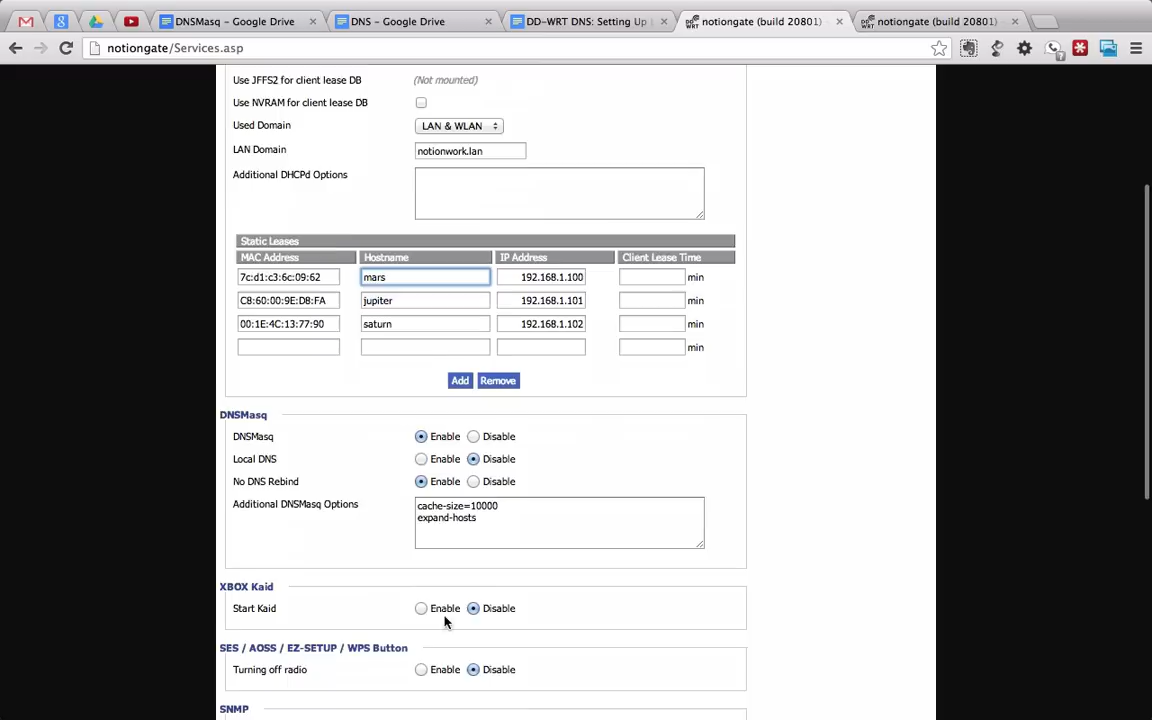 DNSMasq - Google Drive
DNS - Google Drive
DD-WRT DNS: Setting Up
notiongate (build 20801)
notiongate (build 20801)
notiongate/Services.asp
Use JFFS2 for client lease DB (Not mounted)
Use NVRAM for client lease DB
Used Domain LAN & WLAN
LAN Domain notionwork.lan
Additional DHCPd Options
Static Leases
MAC Address Hostname IP Address Client Lease Time
7c:d1:c3:6c:09:62 mars 192.168.1.100 min
C8:60:00:9E:D8:FA jupiter 192.168.1.101 min
00:1E:4C:13:77:90 saturn 192.168.1.102 min
min
Add Remove
DNSMasq
DNSMasq Enable Disable
Local DNS Enable Disable
No DNS Rebind Enable Disable
Additional DNSMasq Options cache-size=10000
expand-hosts
XBOX Kaid
Start Kaid Enable Disable
SES / AOSS / EZ-SETUP / WPS Button
Turning off radio Enable Disable
SNMP